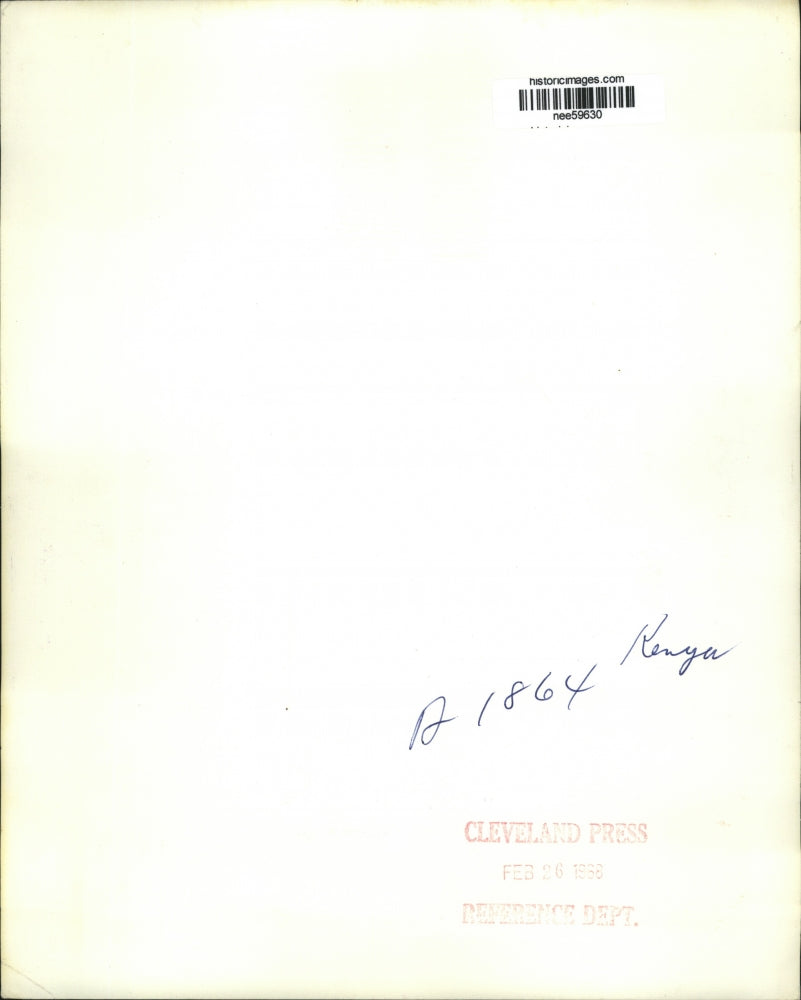 historicimages.com
nee59630
Kenya
A 1864
CLEVELAND PRESS
FEB 26 1968
REFERENCE DEPT.